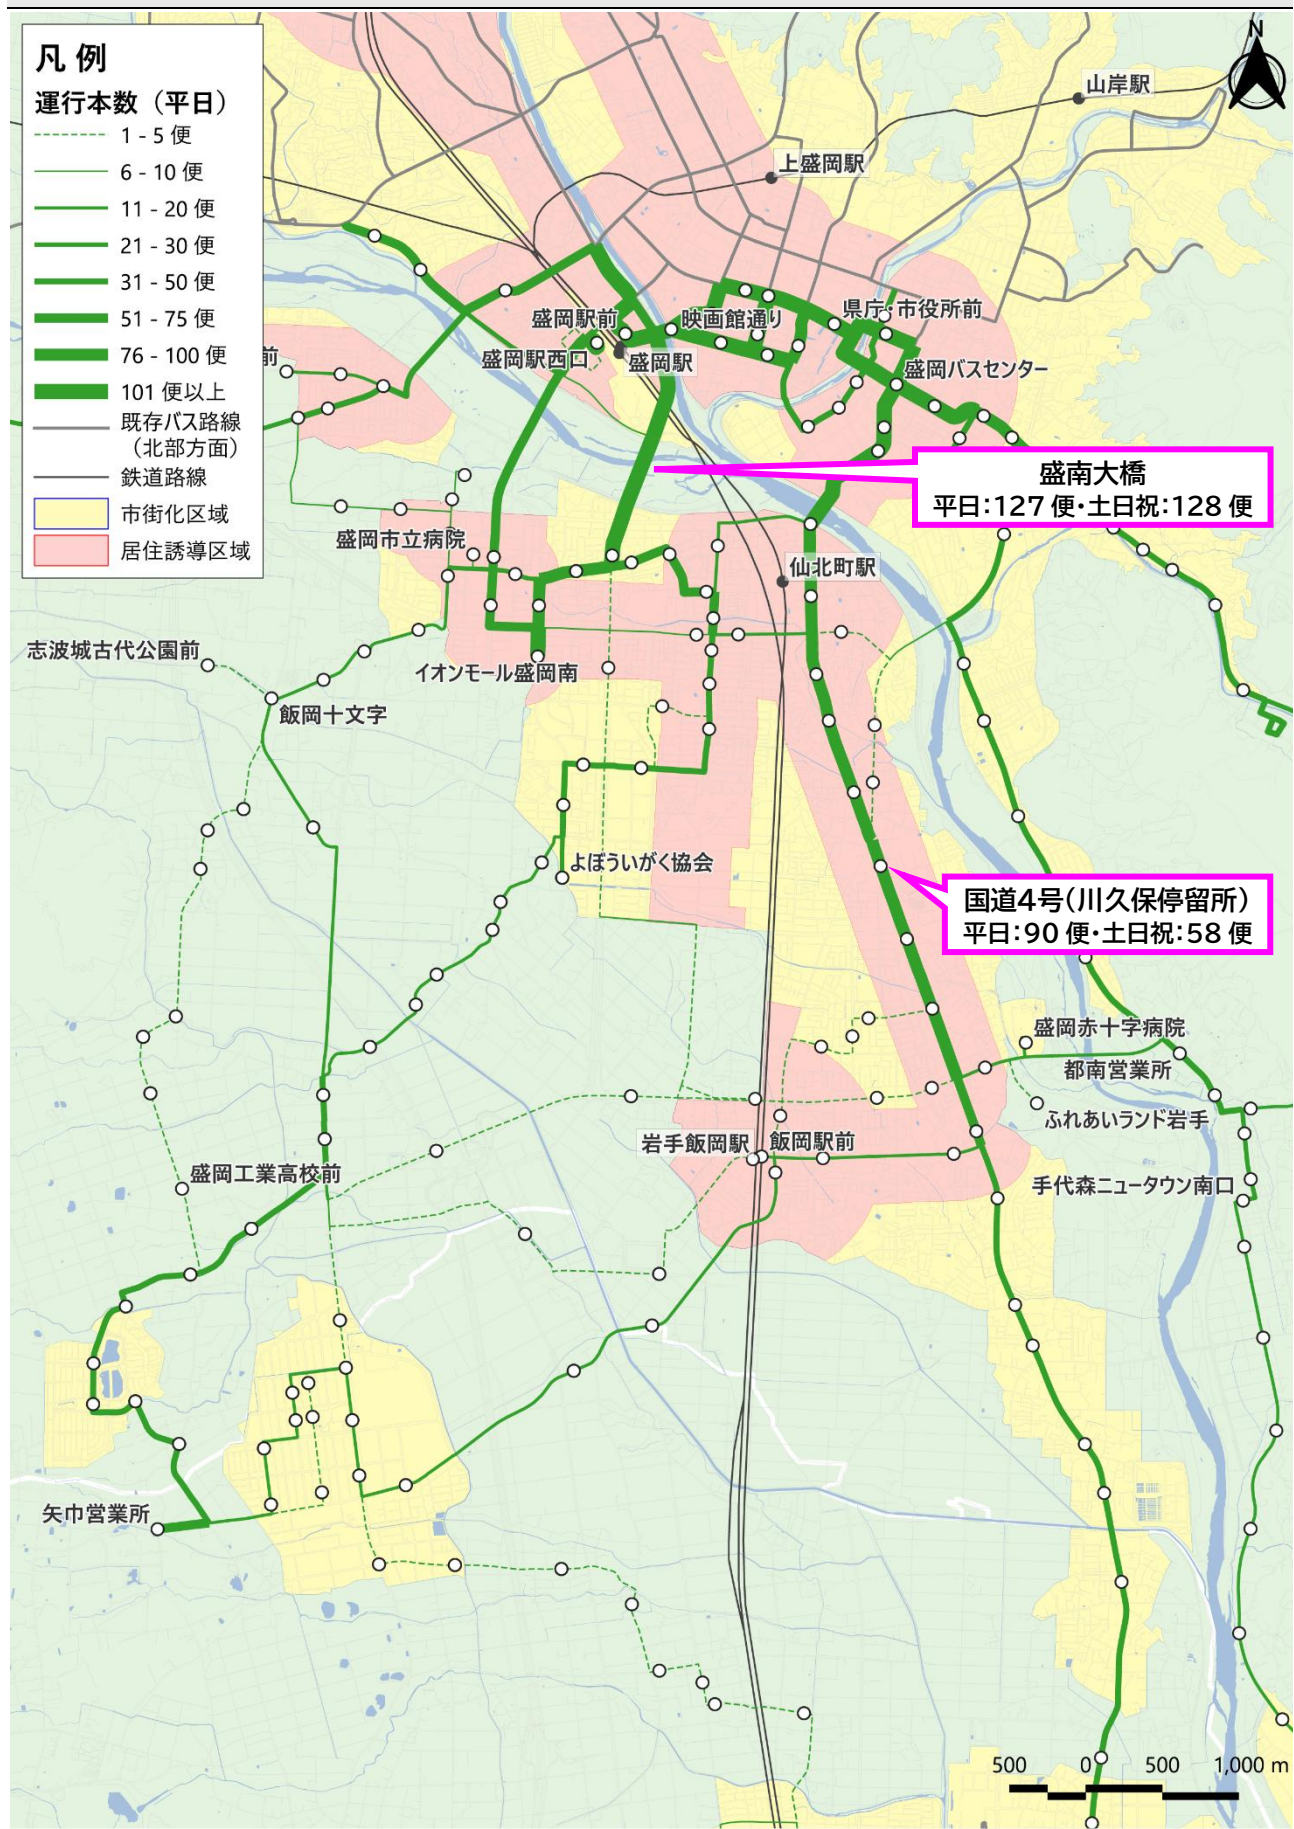 凡 例
運行本数（平日）
1 - 5 便
6 - 10 便
11 - 20 便
21 - 30 便
31 - 50 便
51 - 75 便
76 - 100 便
101 便以上
既存バス路線
（北部方面）
鉄道路線
市街化区域
居住誘導区域
N
山岸駅
上盛岡駅
盛岡駅前
映画館通り
県庁・市役所前
盛岡駅西口
盛岡駅
盛岡バスセンター
前
盛南大橋
平日：127 便・土日祝：128 便
盛岡市立病院
仙北町駅
志波城古代公園前
イオンモール盛岡南
飯岡十文字
よぼういがく協会
国道4号（川久保停留所）
平日：90 便・土日祝：58 便
盛岡赤十字病院
都南営業所
ふれあいランド岩手
岩手飯岡駅
飯岡駅前
盛岡工業高校前
手代森ニュータウン南口
矢巾営業所
500 0 500 1,000 m